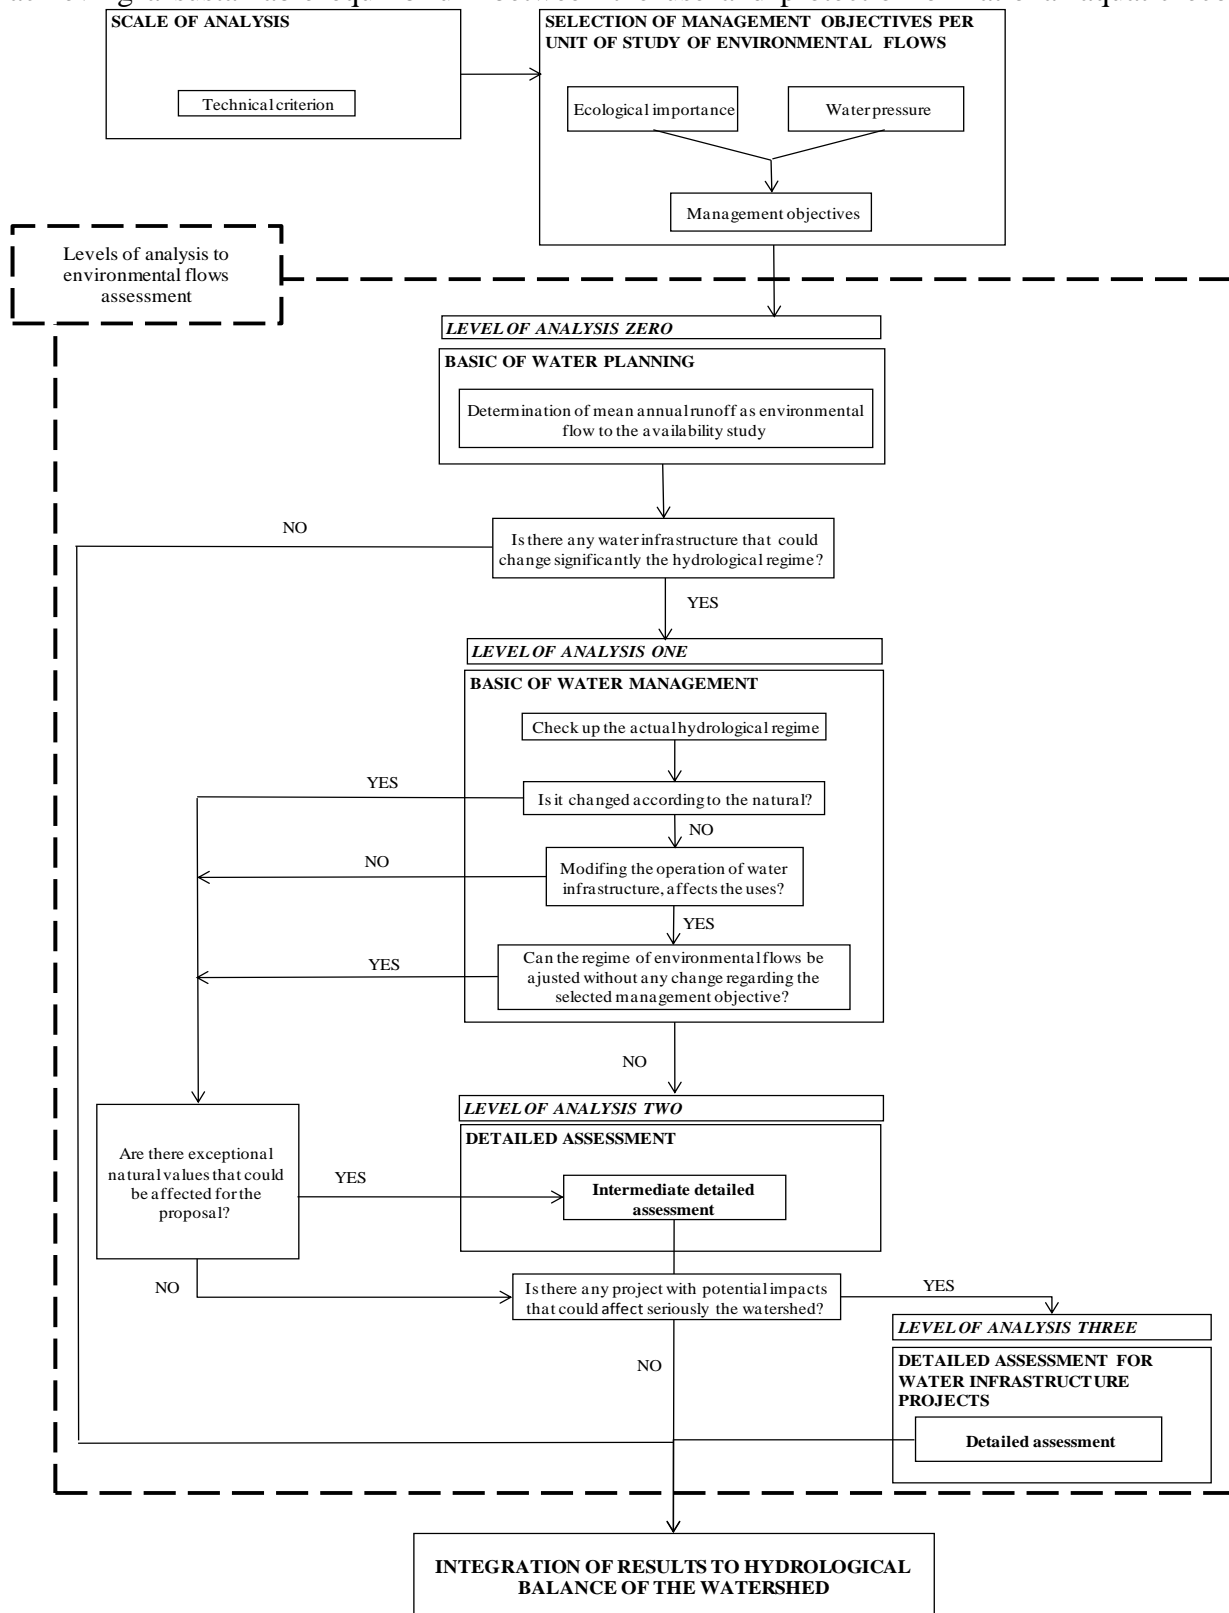 SCALE OF ANALYSIS
Technical criterion
SELECTION OF MANAGEMENT OBJECTIVES PER
UNIT OF STUDY OF ENVIRONMENTAL FLOWS
Ecological importance
Water pressure
Management objectives
Levels of analysis to
environmental flows
assessment
LEVEL OF ANALYSIS ZERO
BASIC OF WATER PLANNING
Determination of mean annual runoff as environmental
flow to the availability study
NO
Is there any water infrastructure that could
change significantly the hydrological regime?
YES
LEVEL OF ANALYSIS ONE
BASIC OF WATER MANAGEMENT
Check up the actual hydrological regime
YES
Is it changed according to the natural?
NO
NO
Modifing the operation of water
infrastructure, affects the uses?
YES
YES
Can the regime of environmental flows be
ajusted without any change regarding the
selected management objective?
NO
LEVEL OF ANALYSIS TWO
DETAILED ASSESSMENT
Are there exceptional
natural values that could
be affected for the
proposal?
YES
Intermediate detailed
assessment
NO
Is there any project with potential impacts
that could affect seriously the watershed?
YES
LEVEL OF ANALYSIS THREE
NO
DETAILED ASSESSMENT FOR
WATER INFRASTRUCTURE
PROJECTS
Detailed assessment
INTEGRATION OF RESULTS TO HYDROLOGICAL
BALANCE OF THE WATERSHED